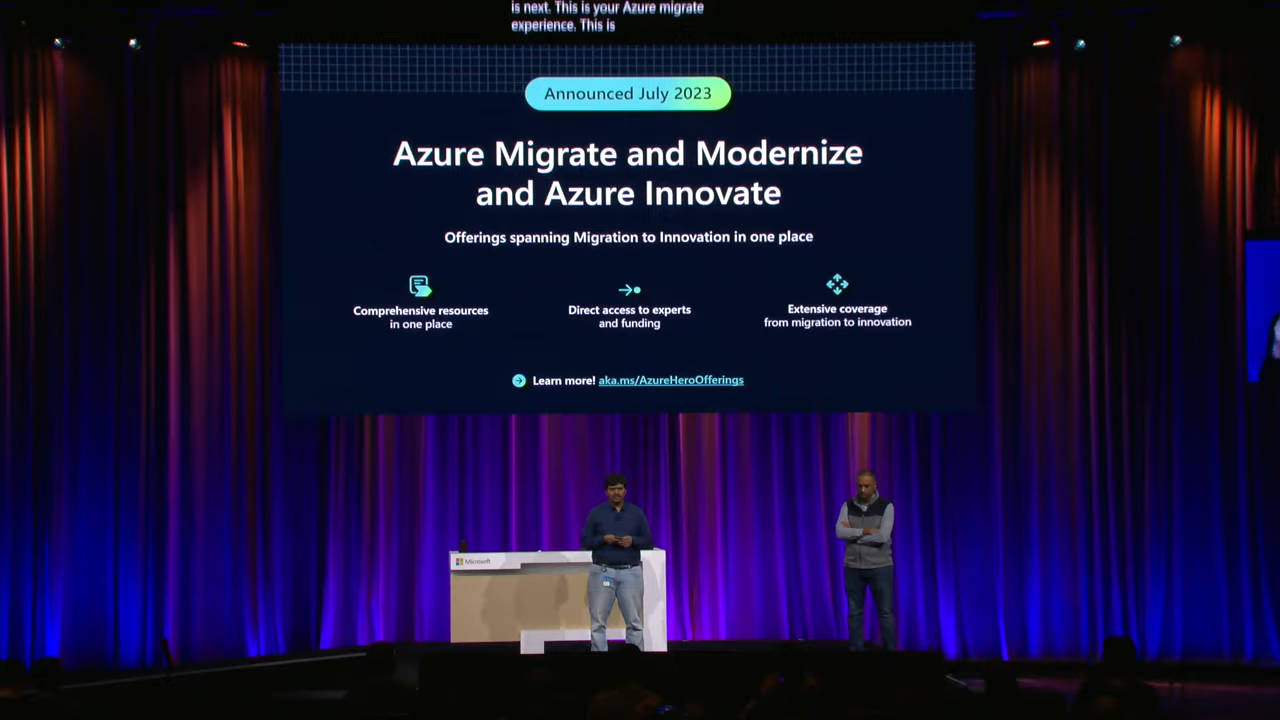 is next. This is your Azure migrate
experience. This is
Announced July 2023
Azure Migrate and Modernize
and Azure Innovate
Offerings spanning Migration to Innovation in one place
Comprehensive resources
in one place
Direct access to experts
and funding
Extensive coverage
from migration to innovation
Learn more! aka.ms/AzureHeroOfferings
Microsoft